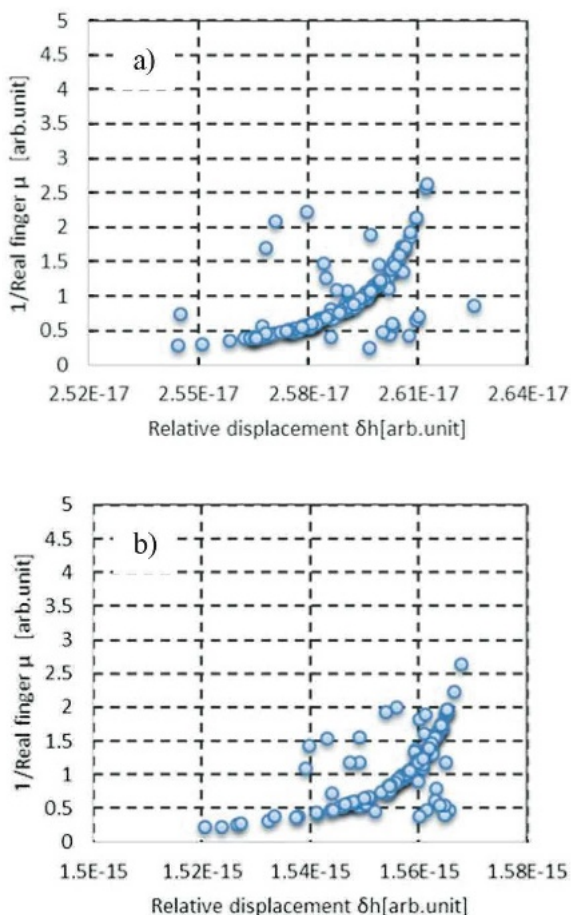 a)
5
4.5
4
3.5
3
2.5
2
1.5
1
0.5
0
1/Real finger μ [arb.unit]
2.52E-17 2.55E-17 2.58E-17 2.61E-17 2.64E-17
Relative displacement δh[arb.unit]
b)
5
4.5
4
3.5
3
2.5
2
1.5
1
0.5
0
1/Real finger μ [arb.unit]
1.5E-15 1.52E-15 1.54E-15 1.56E-15 1.58E-15
Relative displacement δh[arb.unit]